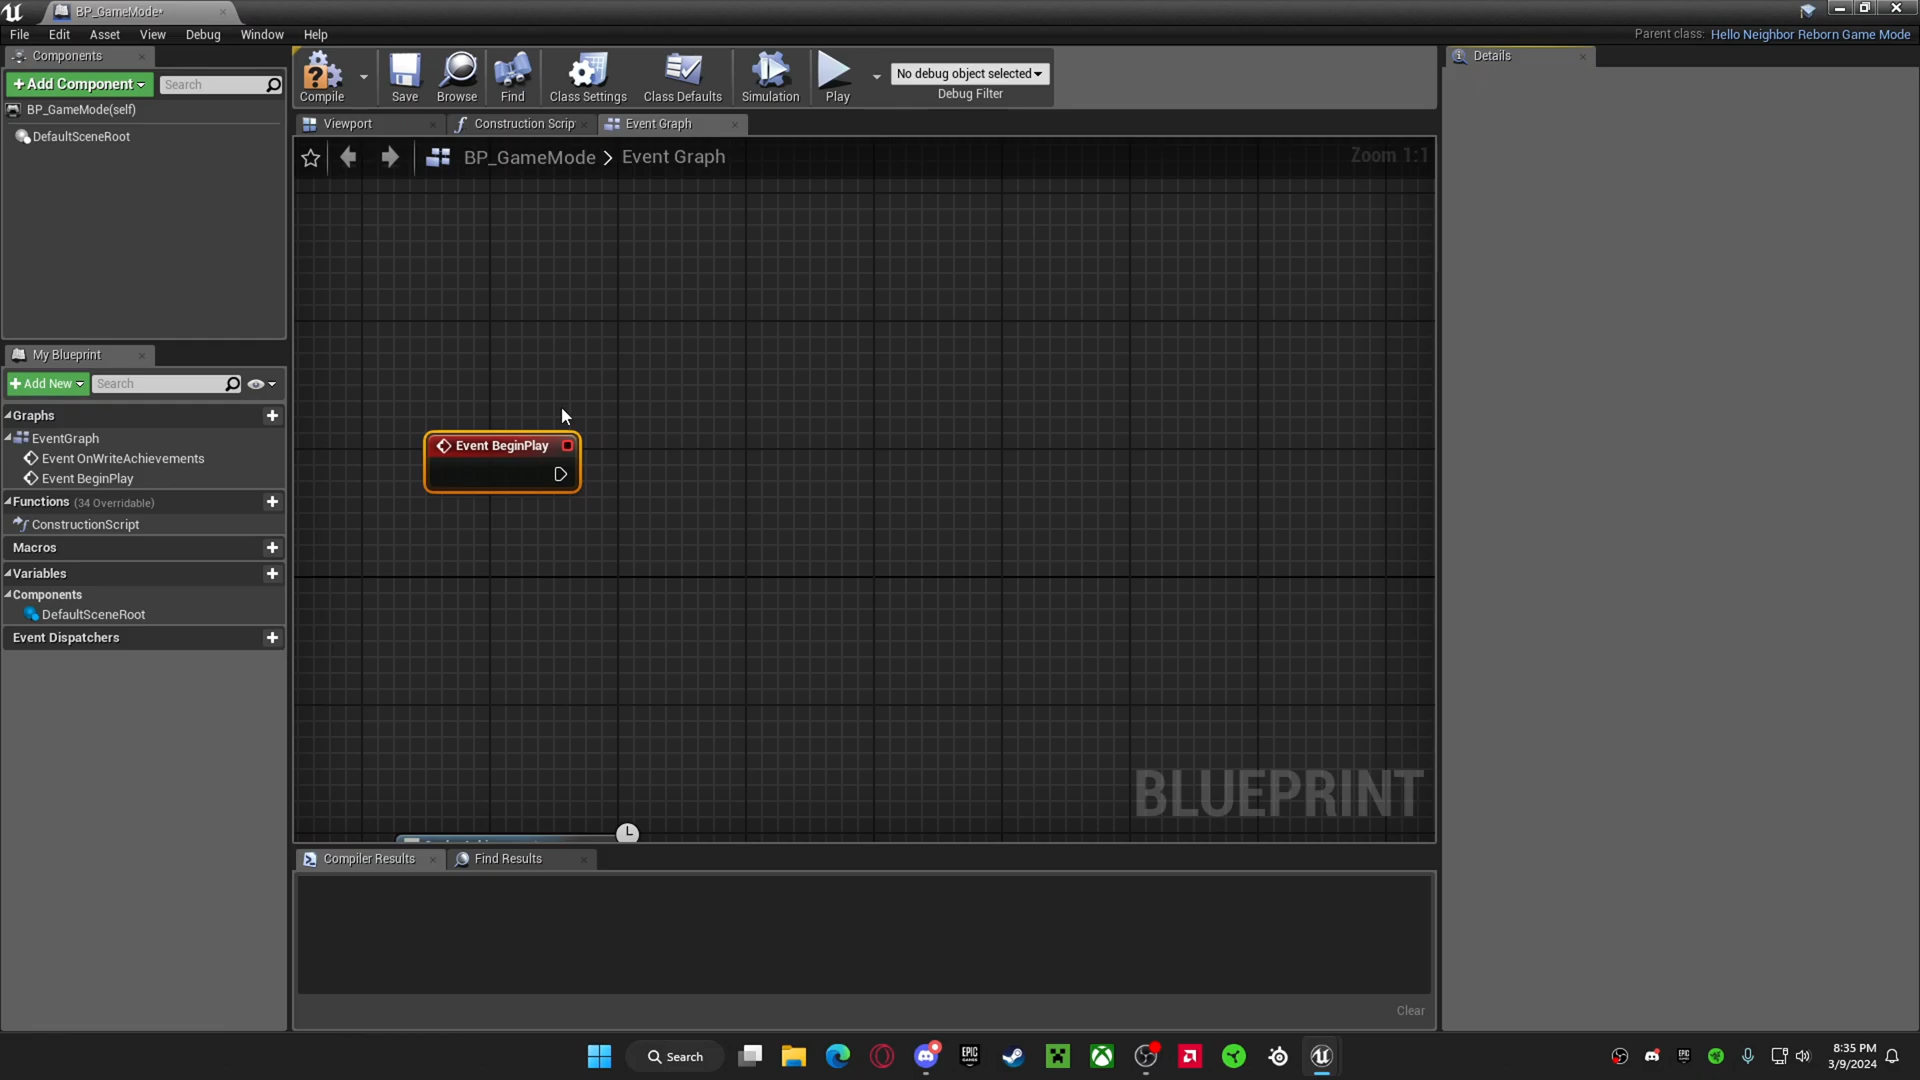 BP_GameMode*
File Edit Asset View Debug Window Help
Parent class: Hello Neighbor Reborn Game Mode
Components
+Add Component
Search
BP_GameMode(self)
DefaultSceneRoot
Compile
Save
Browse
Find
Class Settings
Class Defaults
Simulation
Play
No debug object selected
Debug Filter
Details
Viewport
Construction Scrip
Event Graph
BP_GameMode > Event Graph
Zoom 1:1
Event BeginPlay
BLUEPRINT
My Blueprint
+Add New
Search
Graphs
EventGraph
Event OnWriteAchievements
Event BeginPlay
Functions (34 Overridable)
ConstructionScript
Macros
Variables
Components
DefaultSceneRoot
Event Dispatchers
Compiler Results
Find Results
Clear
Search
EPIC GAMES
8:35 PM
3/9/2024